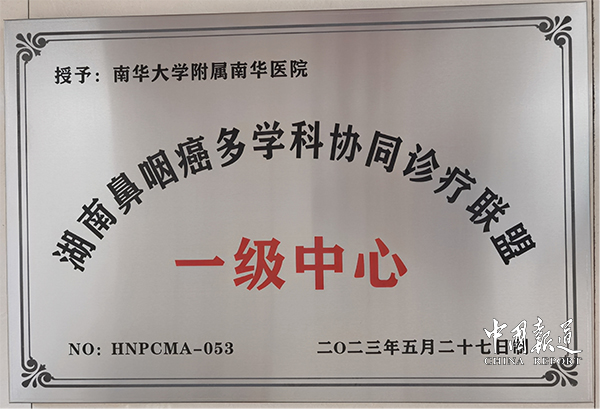 授予：南华大学附属南华医院
湖南鼻咽癌多学科协同诊疗联盟
一级中心
NO: HNPCMA-053
二〇二三年五月二十七日制
中国报道
CHINA REPORT